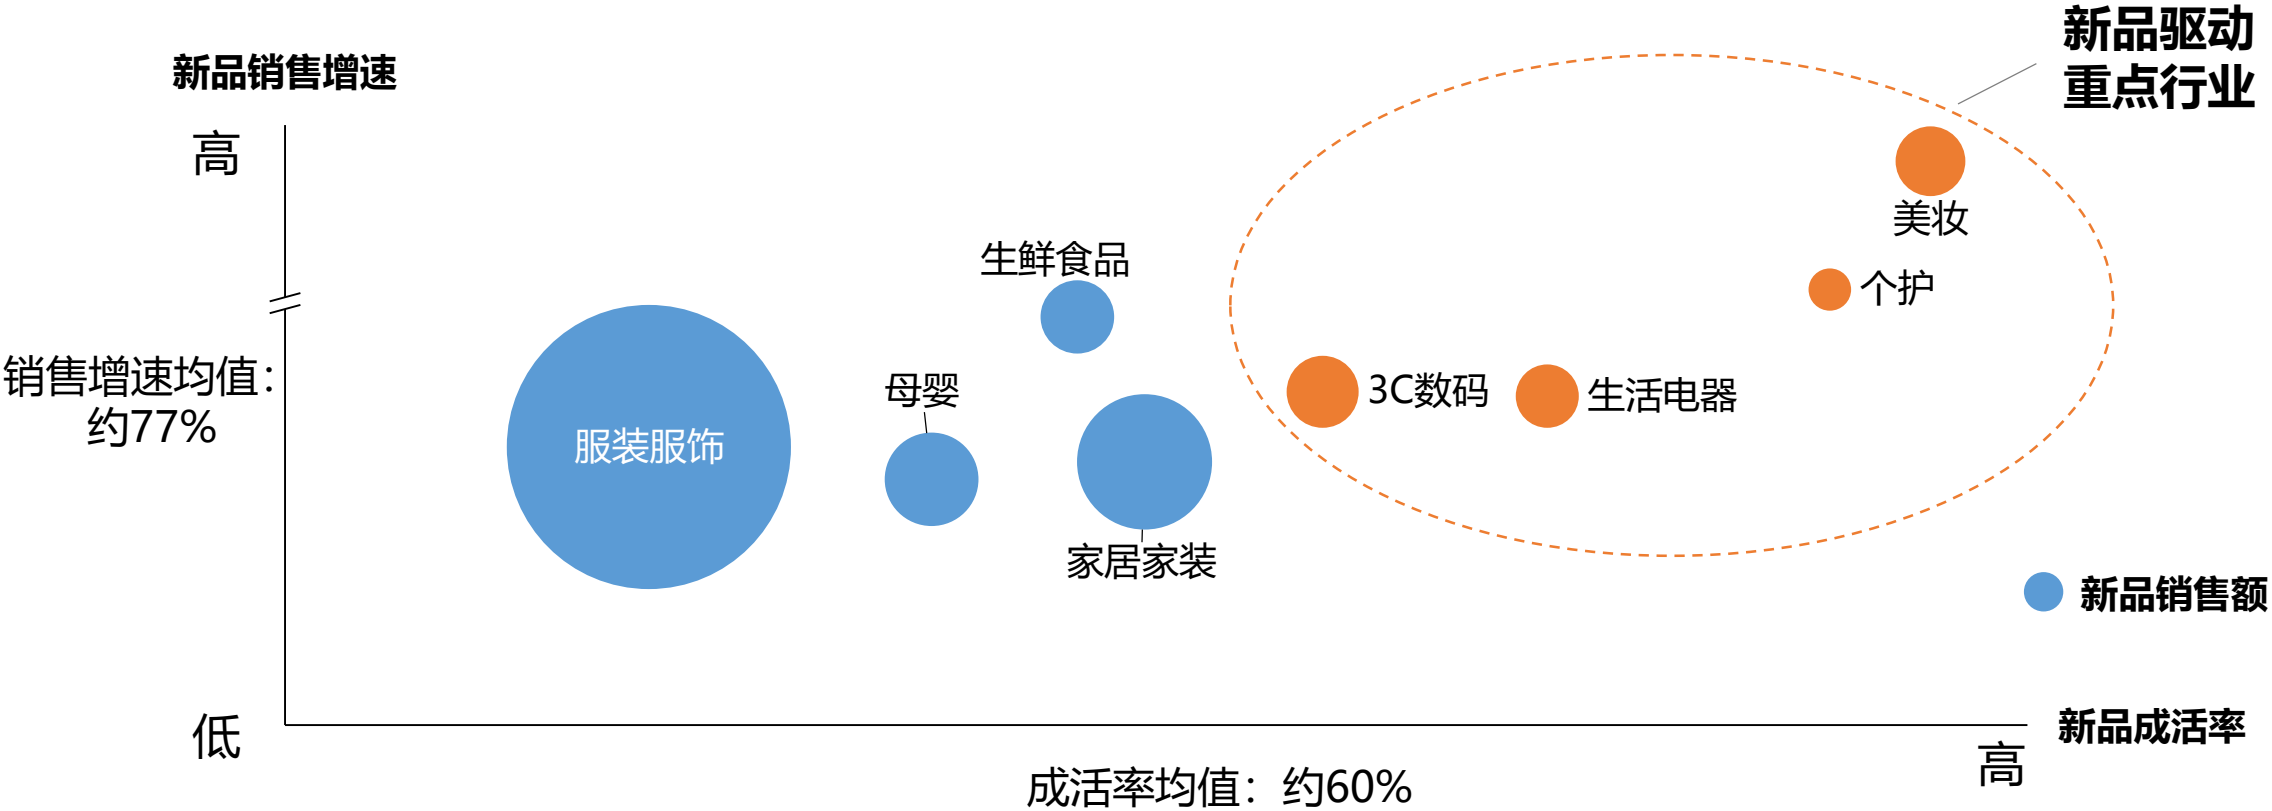 新品驱动
重点行业
新品销售增速
高
美妆
生鲜食品
个护
销售增速均值：
约77%
母婴
3C数码
生活电器
服装服饰
家居家装
新品销售额
低
新品成活率
高
成活率均值：约60%